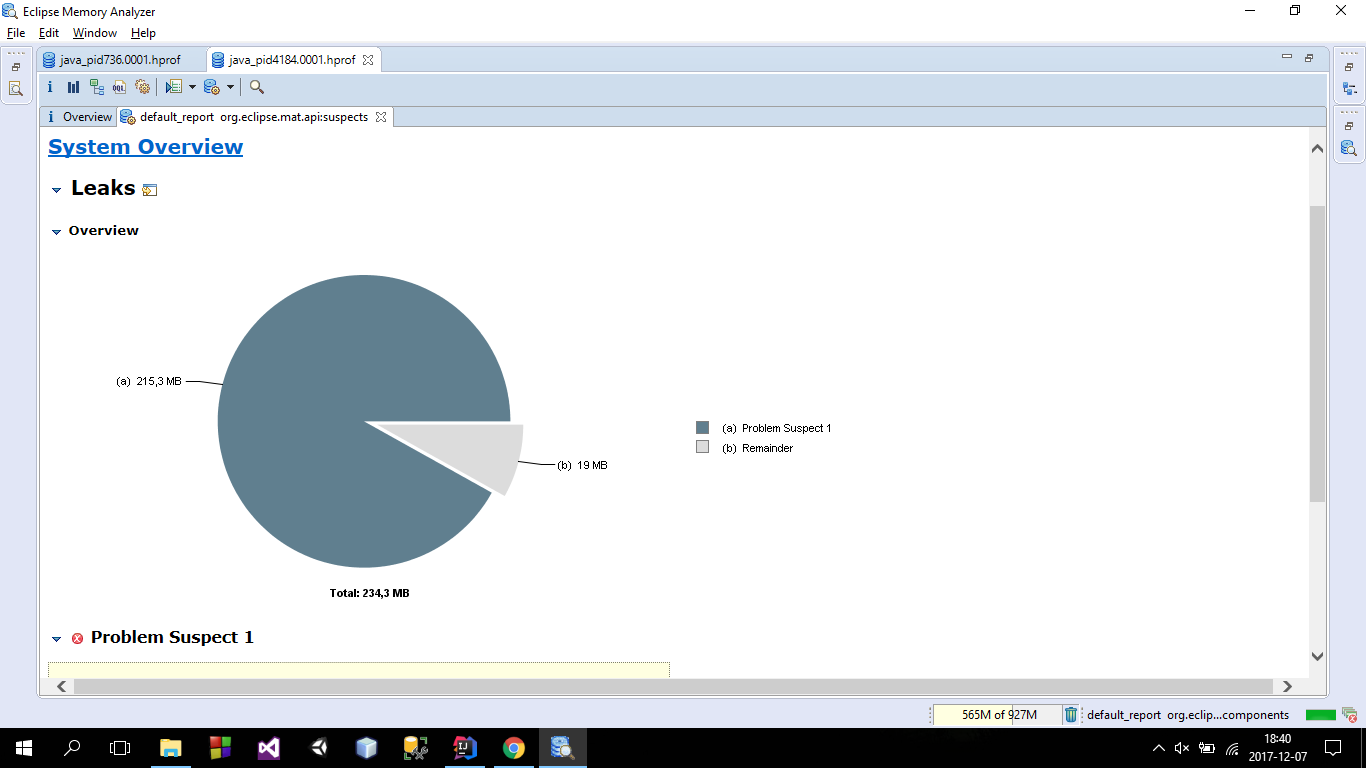 Eclipse Memory Analyzer
File Edit Window Help
java_pid736.0001.hprof java_pid4184.0001.hprof
OQL
i Overview default_report org.eclipse.mat.api:suspects
System Overview
Leaks
Overview
(a) 215,3 MB
(b) 19 MB
(a) Problem Suspect 1
(b) Remainder
Total: 234,3 MB
Problem Suspect 1
565M of 927M default_report org.eclip...components
18:40
2017-12-07